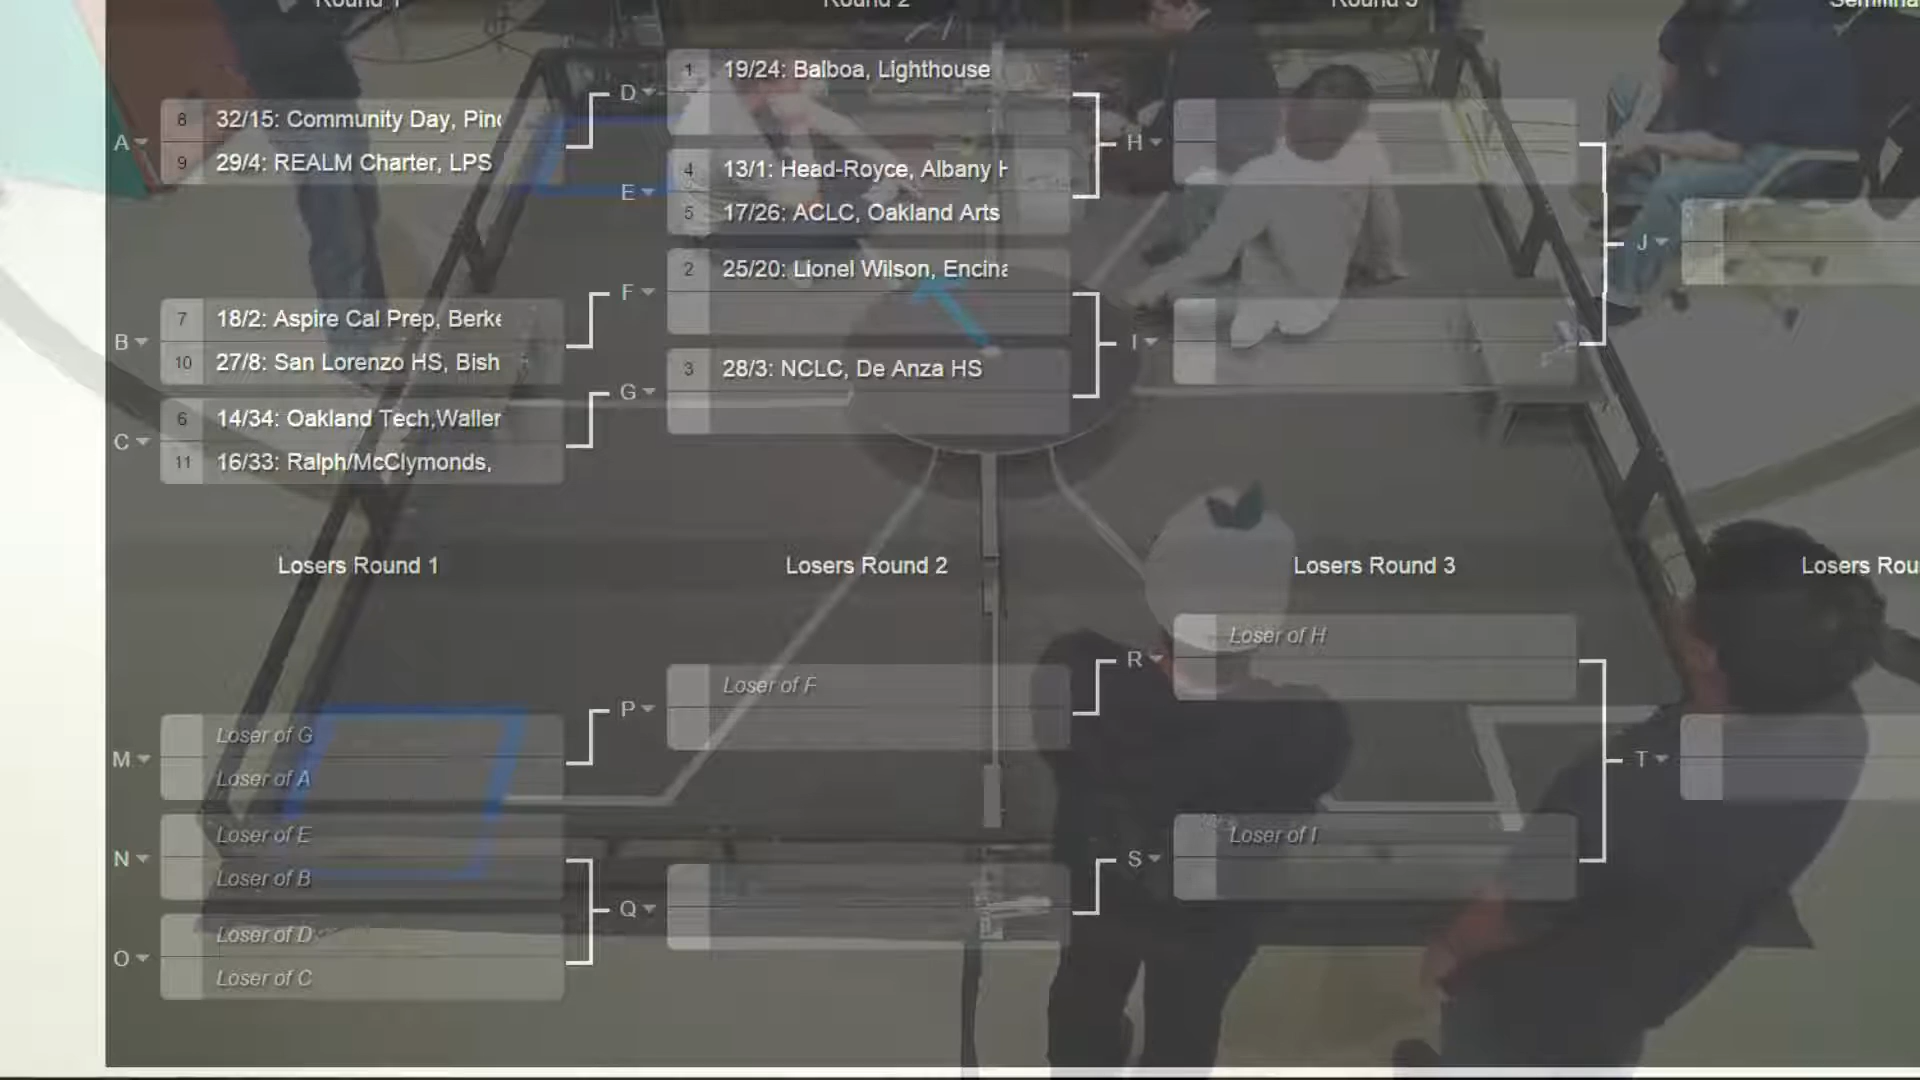 Round 1
Round 2
Round 3
Semifina
D
1 19/24: Balboa, Lighthouse
A
8 32/15: Community Day, Pin
9 29/4: REALM Charter, LPS
H
E
4 13/1: Head-Royce, Albany H
5 17/26: ACLC, Oakland Arts
J
F
2 25/20: Lionel Wilson, Encina
B
7 18/2: Aspire Cal Prep, Berke
10 27/8: San Lorenzo HS, Bish
I
G
3 28/3: NCLC, De Anza HS
C
6 14/34: Oakland Tech,Waller
11 16/33: Ralph/McClymonds,
Losers Round 1
Losers Round 2
Losers Round 3
Losers Rou
R
Loser of H
P
Loser of F
M
Loser of G
Loser of A
T
N
Loser of E
Loser of B
S
Loser of I
Q
O
Loser of D
Loser of C